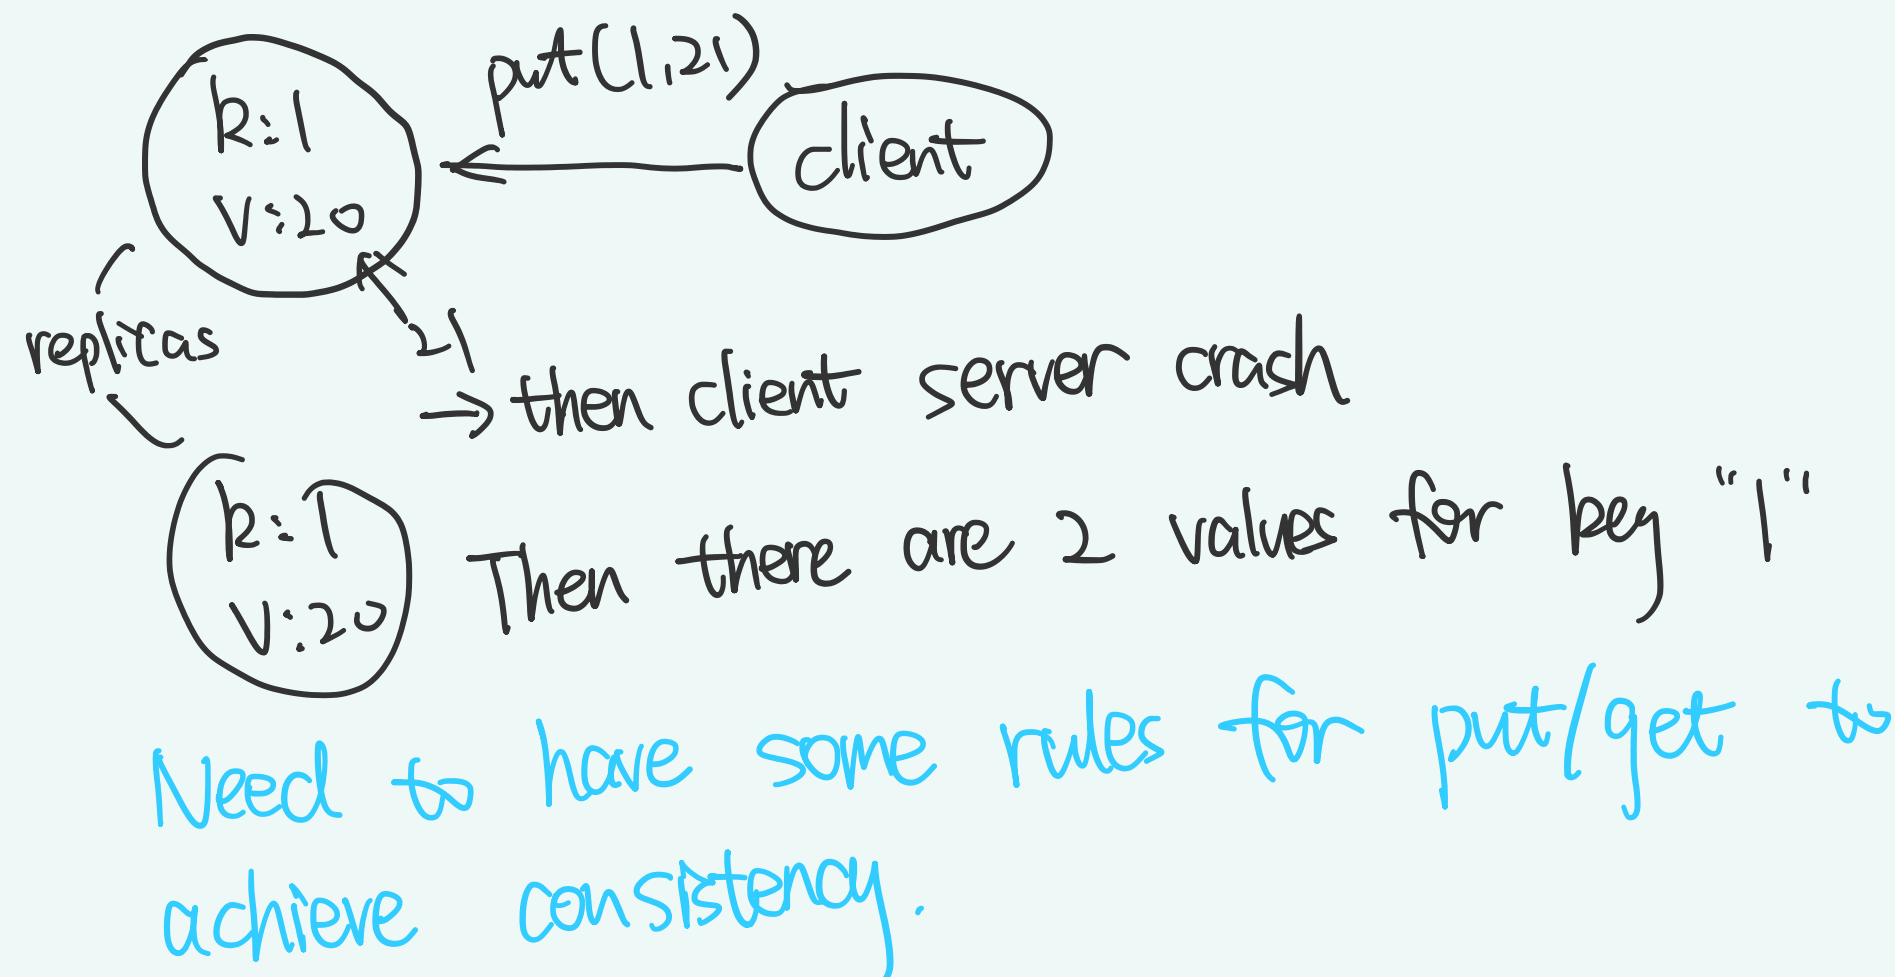 put(1,21)
k:1
v:20
client
replicas
21
→ then client server crash
k:1
v:20
Then there are 2 values for key "1"
Need to have some rules for put/get to
achieve consistency.